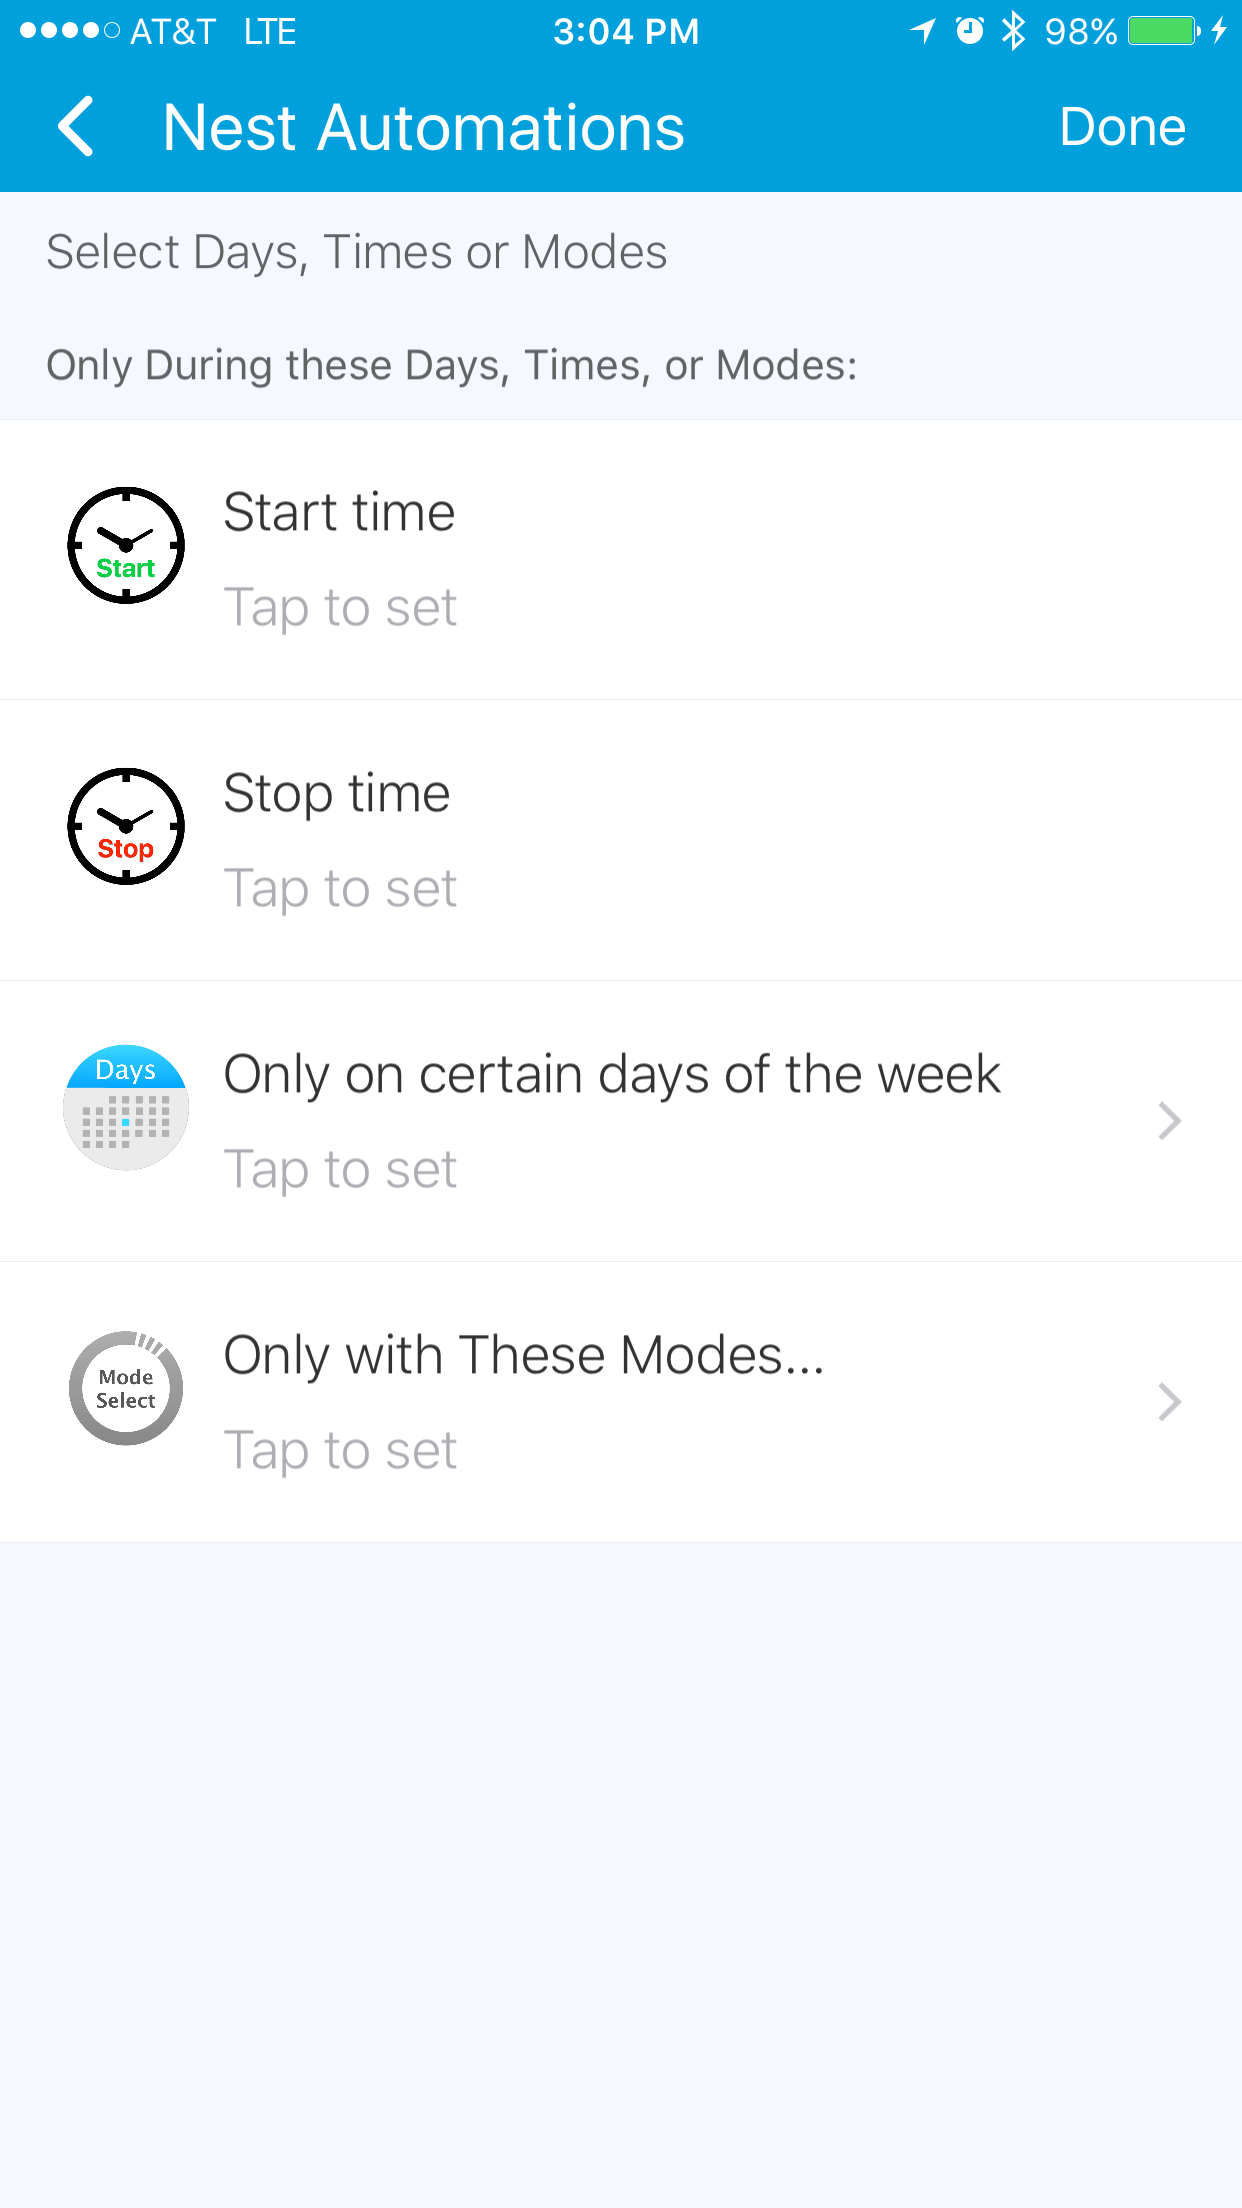 AT&T LTE 3:04 PM 98%
Nest Automations Done
Select Days, Times or Modes
Only During these Days, Times, or Modes:
Start time
Start
Tap to set
Stop time
Stop
Tap to set
Days
Only on certain days of the week
Tap to set
Only with These Modes...
Mode
Select
Tap to set